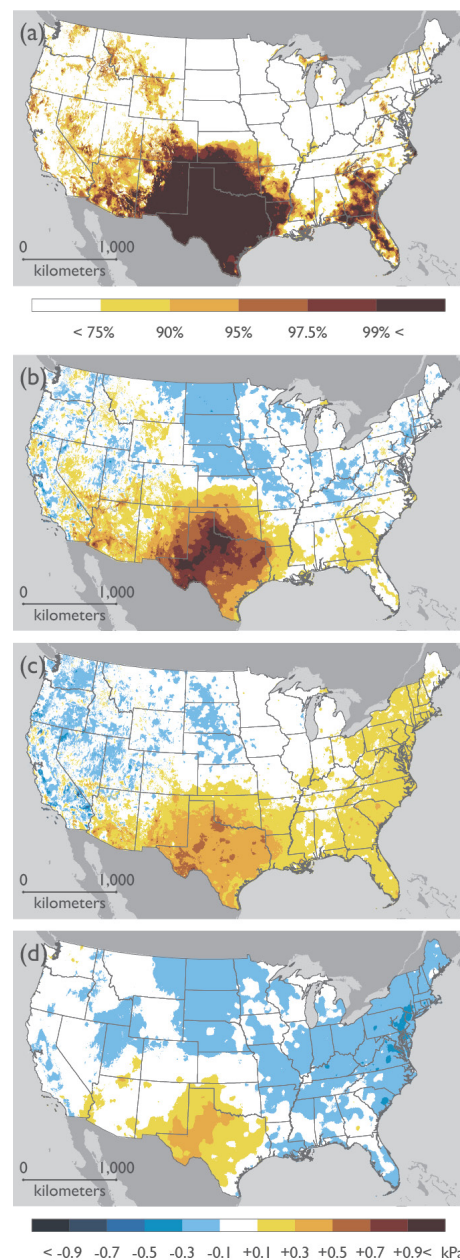 (a)
0 1,000
kilometers
< 75% 90% 95% 97.5% 99% <
(b)
0 1,000
kilometers
(c)
0 1,000
kilometers
(d)
0 1,000
kilometers
< -0.9 -0.7 -0.5 -0.3 -0.1 +0.1 +0.3 +0.5 +0.7 +0.9< kPa